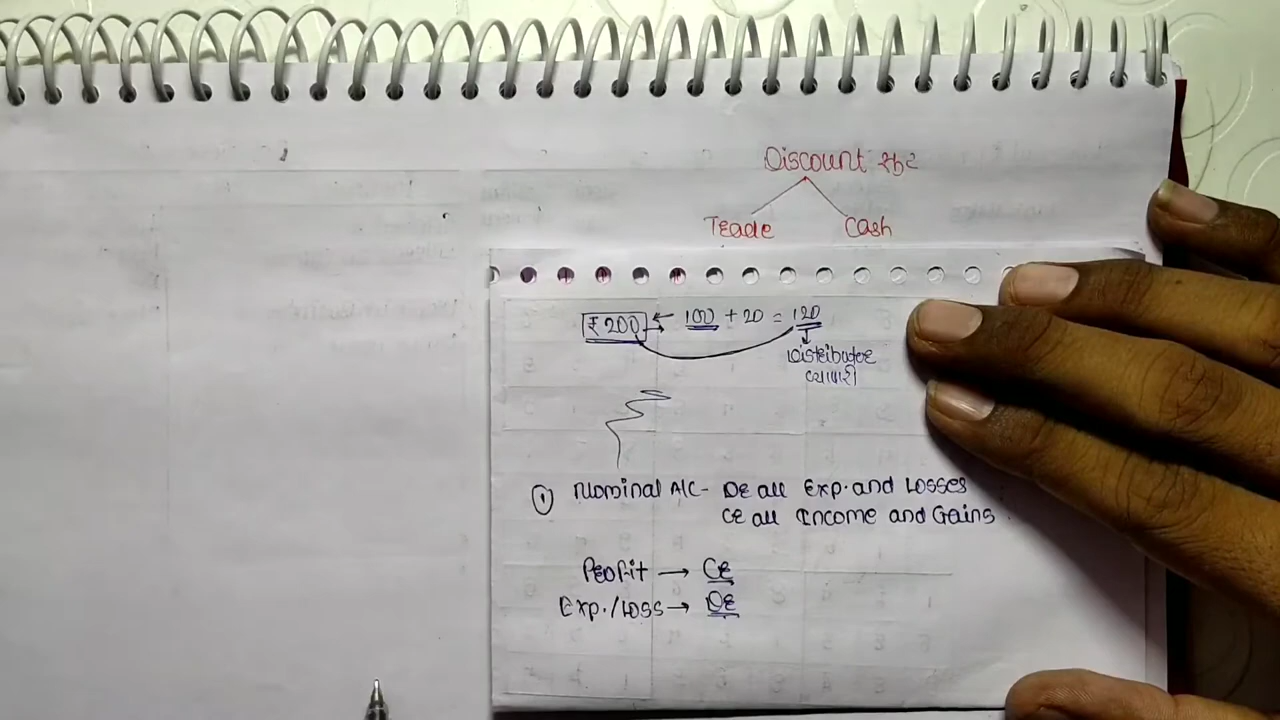 Discount
Trade Cash
₹200 ← 100 + 20 = 120
→
Distributor
व्यापारी
① Nominal A/C - Dr all Exp. and Losses
Cr all Income and Gains
Profit → Cr
Exp./Loss → Dr